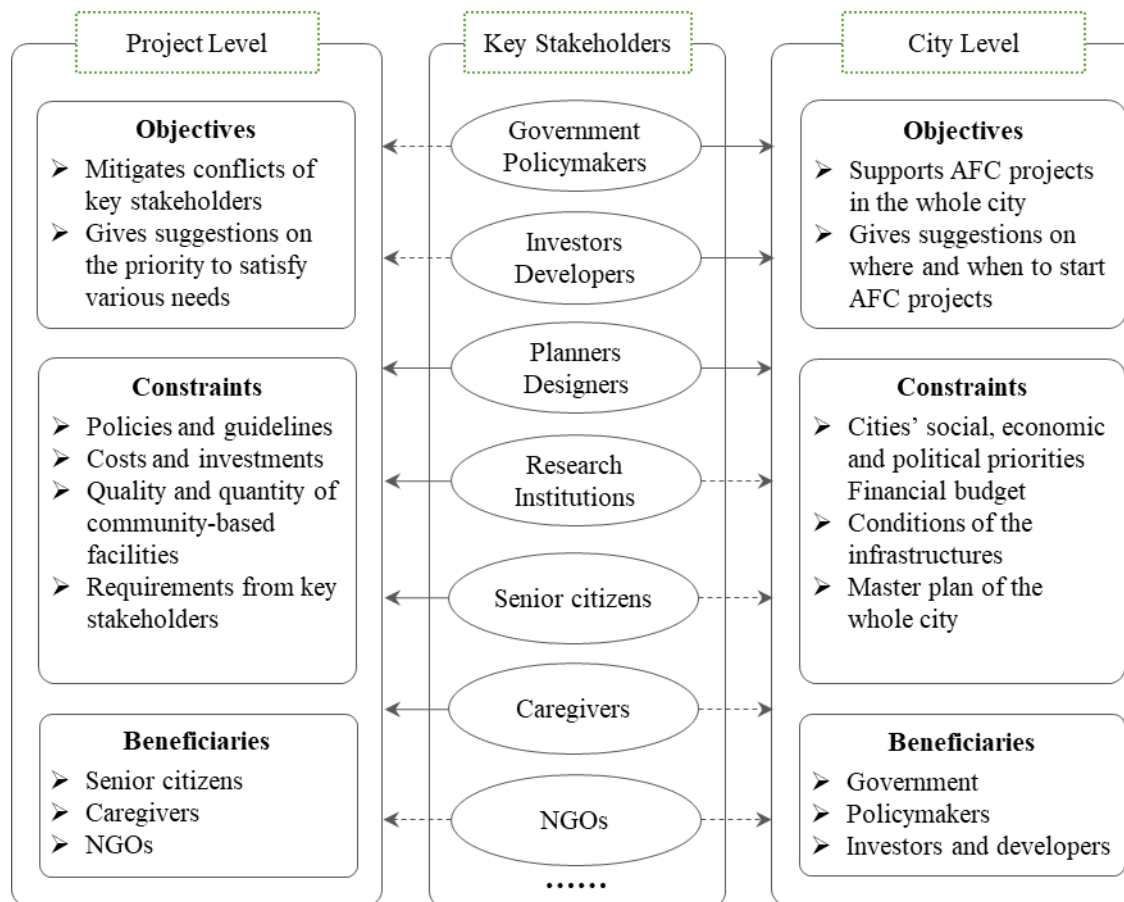 Project Level
Objectives
➢ Mitigates conflicts of
key stakeholders
➢ Gives suggestions on
the priority to satisfy
various needs
Constraints
➢ Policies and guidelines
➢ Costs and investments
➢ Quality and quantity of
community-based
facilities
➢ Requirements from key
stakeholders
Beneficiaries
➢ Senior citizens
➢ Caregivers
➢ NGOs
Key Stakeholders
Government
Policymakers
Investors
Developers
Planners
Designers
Research
Institutions
Senior citizens
Caregivers
NGOs
......
City Level
Objectives
➢ Supports AFC projects
in the whole city
➢ Gives suggestions on
where and when to start
AFC projects
Constraints
➢ Cities’ social, economic
and political priorities
Financial budget
➢ Conditions of the
infrastructures
➢ Master plan of the
whole city
Beneficiaries
➢ Government
➢ Policymakers
➢ Investors and developers